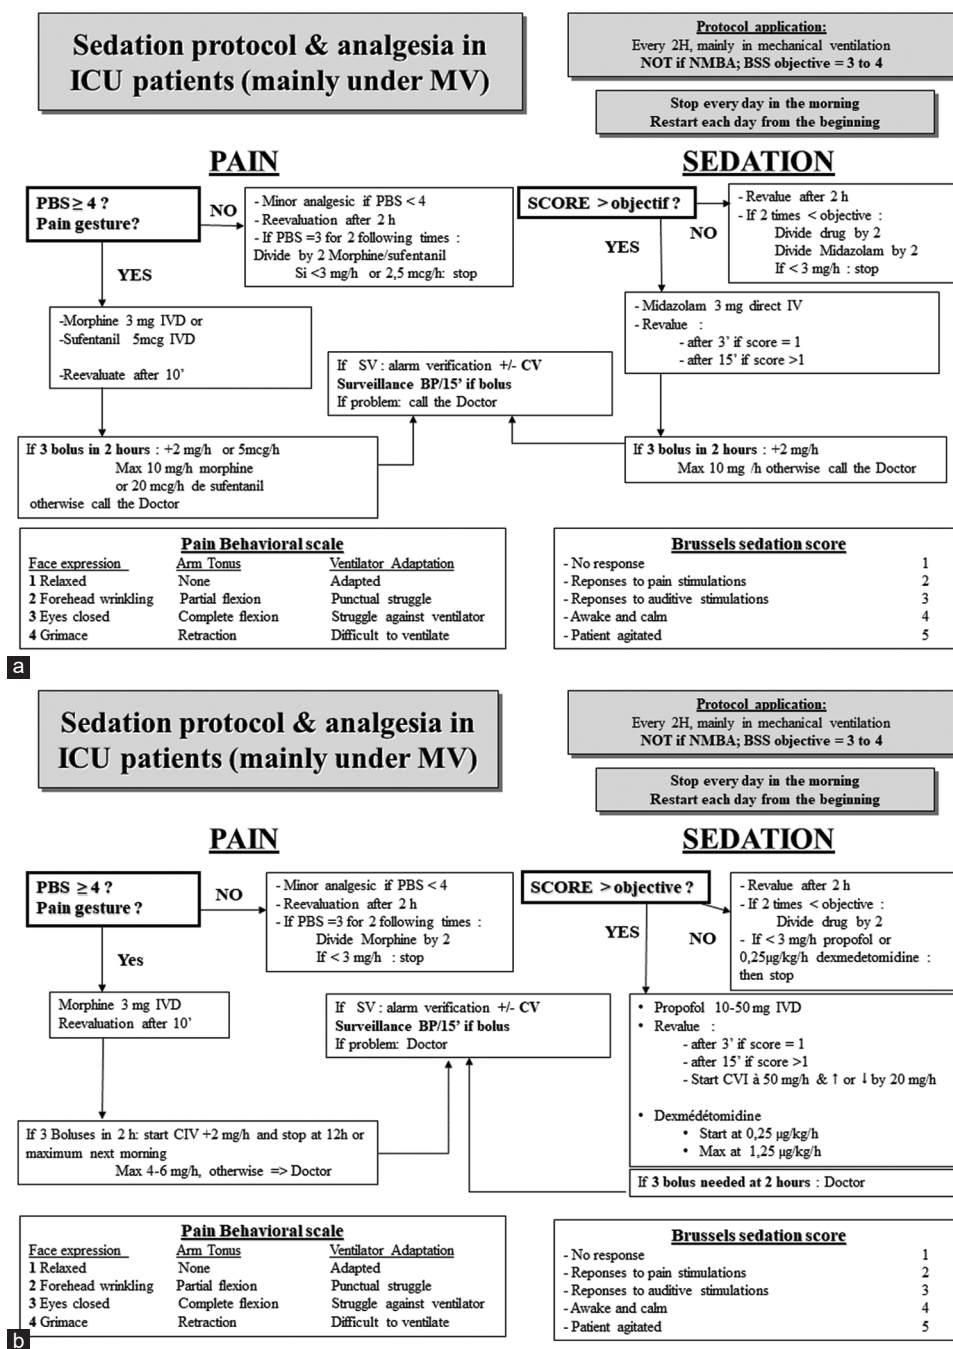 Sedation protocol & analgesia in
ICU patients (mainly under MV)
Protocol application:
Every 2H, mainly in mechanical ventilation
NOT if NMBA; BSS objective = 3 to 4
Stop every day in the morning
Restart each day from the beginning
PAIN
SEDATION
PBS ≥ 4 ?
Pain gesture?
NO
- Minor analgesic if PBS < 4
- Reevaluation after 2 h
- If PBS =3 for 2 following times :
Divide by 2 Morphine/sufentanil
Si <3 mg/h or 2,5 mcg/h: stop
YES
-Morphine 3 mg IVD or
-Sufentanil 5mcg IVD
-Reevaluate after 10’
If 3 bolus in 2 hours : +2 mg/h or 5mcg/h
Max 10 mg/h morphine
or 20 mcg/h de sufentanil
otherwise call the Doctor
If SV : alarm verification +/- CV
Surveillance BP/15’ if bolus
If problem: call the Doctor
SCORE > objectif ?
NO
- Revalue after 2 h
- If 2 times < objective :
Divide drug by 2
Divide Midazolam by 2
If < 3 mg/h : stop
YES
- Midazolam 3 mg direct IV
- Revalue :
- after 3’ if score = 1
- after 15’ if score >1
If 3 bolus in 2 hours : +2 mg/h
Max 10 mg /h otherwise call the Doctor
Pain Behavioral scale
Face expression Arm Tonus Ventilator Adaptation
1 Relaxed None Adapted
2 Forehead wrinkling Partial flexion Punctual struggle
3 Eyes closed Complete flexion Struggle against ventilator
4 Grimace Retraction Difficult to ventilate
Brussels sedation score
- No response 1
- Reponses to pain stimulations 2
- Reponses to auditive stimulations 3
- Awake and calm 4
- Patient agitated 5
a
Sedation protocol & analgesia in
ICU patients (mainly under MV)
Protocol application:
Every 2H, mainly in mechanical ventilation
NOT if NMBA; BSS objective = 3 to 4
Stop every day in the morning
Restart each day from the beginning
PAIN
SEDATION
PBS ≥ 4 ?
Pain gesture ?
NO
- Minor analgesic if PBS < 4
- Reevaluation after 2 h
- If PBS =3 for 2 following times :
Divide Morphine by 2
If < 3 mg/h : stop
Yes
Morphine 3 mg IVD
Reevaluation after 10’
If 3 Boluses in 2 h: start CIV +2 mg/h and stop at 12h or
maximum next morning
Max 4-6 mg/h, otherwise => Doctor
If SV : alarm verification +/- CV
Surveillance BP/15’ if bolus
If problem: Doctor
SCORE > objective ?
YES
NO
- Revalue after 2 h
- If 2 times < objective :
Divide drug by 2
- If < 3 mg/h propofol or
0,25µg/kg/h dexmedetomidine :
then stop
• Propofol 10-50 mg IVD
• Revalue :
- after 3’ if score = 1
- after 15’ if score >1
- Start CVI à 50 mg/h & ↑ or ↓ by 20 mg/h
• Dexmédétomidine
• Start at 0,25 µg/kg/h
• Max at 1,25 µg/kg/h
If 3 bolus needed at 2 hours : Doctor
Pain Behavioral scale
Face expression Arm Tonus Ventilator Adaptation
1 Relaxed None Adapted
2 Forehead wrinkling Partial flexion Punctual struggle
3 Eyes closed Complete flexion Struggle against ventilator
4 Grimace Retraction Difficult to ventilate
Brussels sedation score
- No response 1
- Reponses to pain stimulations 2
- Reponses to auditive stimulations 3
- Awake and calm 4
- Patient agitated 5
b